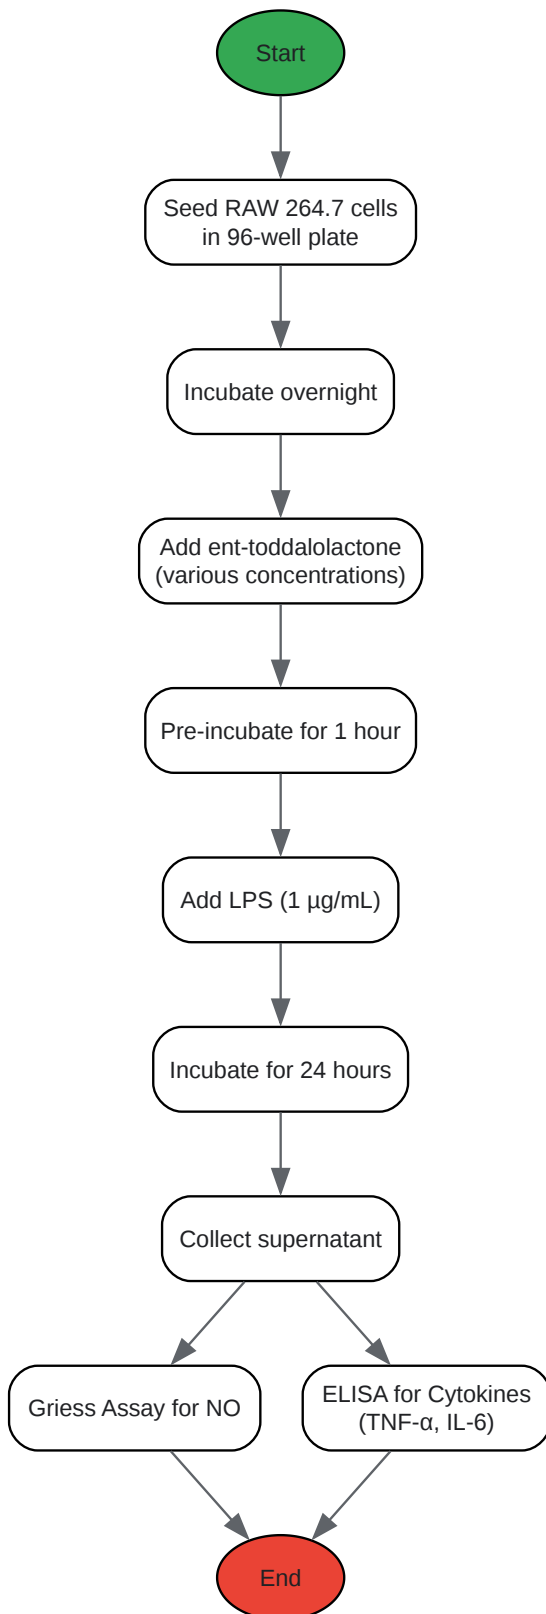 Start
Seed RAW 264.7 cells
in 96-well plate
Incubate overnight
Add ent-toddalolactone
(various concentrations)
Pre-incubate for 1 hour
Add LPS (1 µg/mL)
Incubate for 24 hours
Collect supernatant
Griess Assay for NO
ELISA for Cytokines
(TNF-α, IL-6)
End